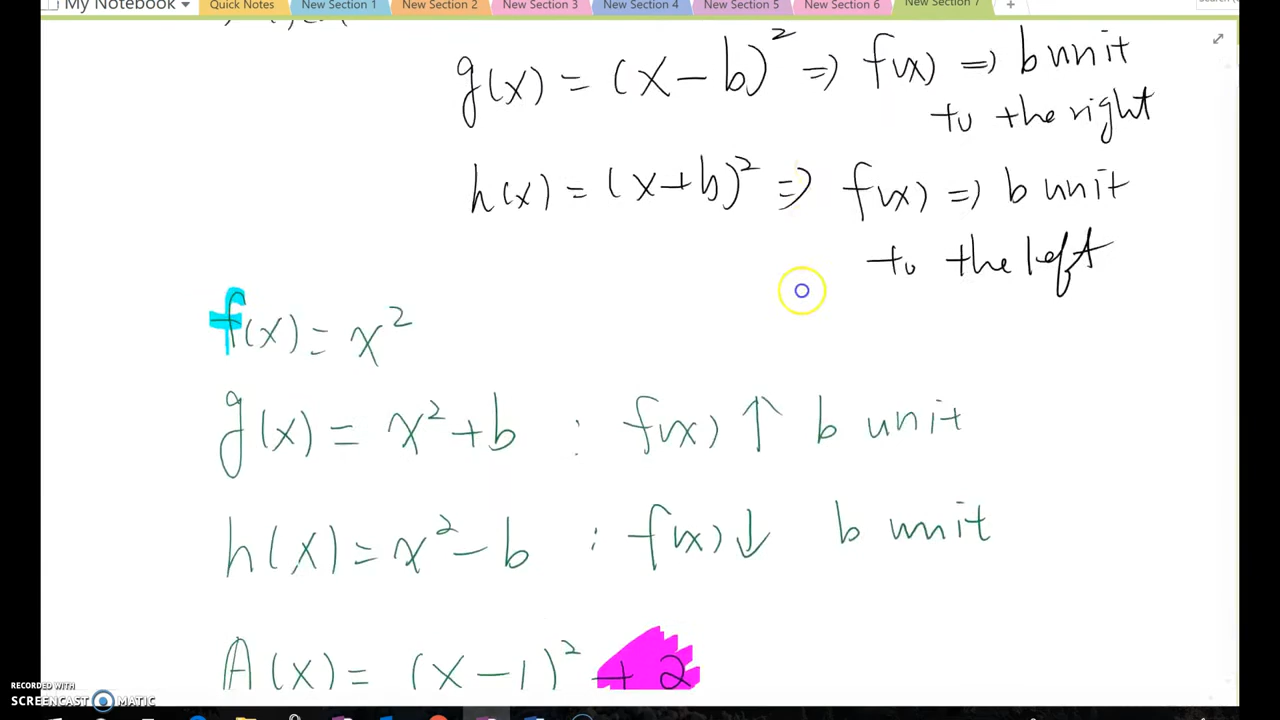 My Notebook Quick Notes New Section 1 New Section 2 New Section 3 New Section 4 New Section 5 New Section 6 New Section 7 +
g(x) = (x - b)² => f(x) => b unit
to the right
h(x) = (x + b)² => f(x) => b unit
to the left
f(x) = x²
g(x) = x² + b : f(x) ↑ b unit
h(x) = x² - b : f(x) ↓ b unit
A(x) = (x - 1)² + 2
RECORDED WITH
SCREENCAST MATIC